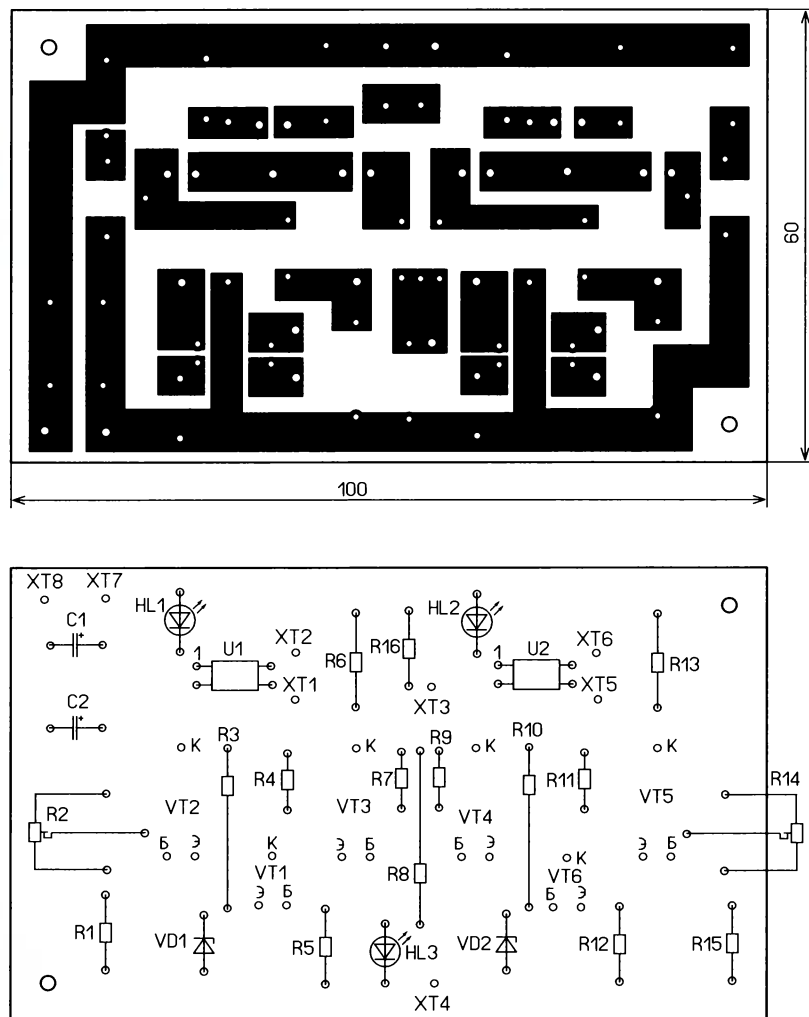 60
100
XT8 XT7
HL1 HL2
C1
1 U1 XT2 R6 R16 1 U2 XT6 R13
XT1 XT3 XT5
C2
R3 K K R9 K R10 K
R4 R7 R11
R2 VT2 VT3 VT4 VT5 R14
Б Э K Э Б Б Э K Э Б
VT1 R8 VT6
Э Б Б Э
R1 VD1 R5 HL3 VD2 R12 R15
XT4